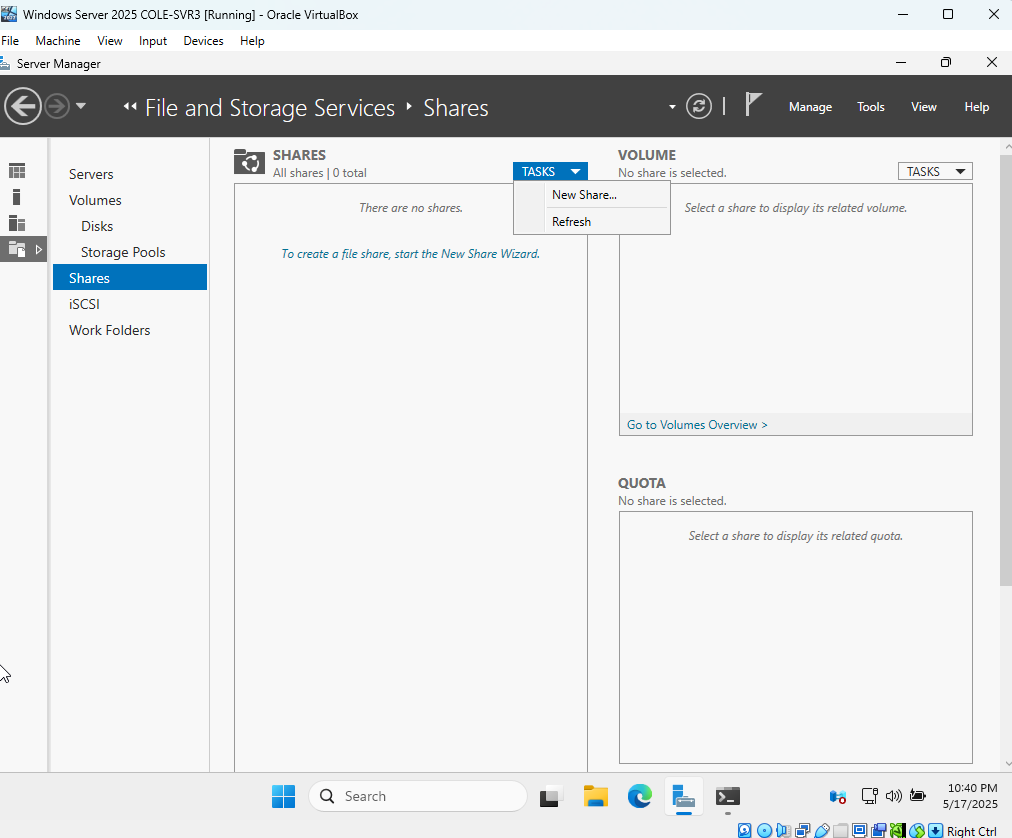 Windows Server 2025 COLE-SVR3 [Running] - Oracle VirtualBox
File Machine View Input Devices Help
Server Manager
File and Storage Services Shares
Manage Tools View Help
Servers
Volumes
Disks
Storage Pools
Shares
iSCSI
Work Folders
SHARES
All shares | 0 total
TASKS
New Share...
Refresh
There are no shares.
To create a file share, start the New Share Wizard.
VOLUME
No share is selected.
TASKS
Select a share to display its related volume.
Go to Volumes Overview >
QUOTA
No share is selected.
Select a share to display its related quota.
Search
10:40 PM
5/17/2025
Right Ctrl